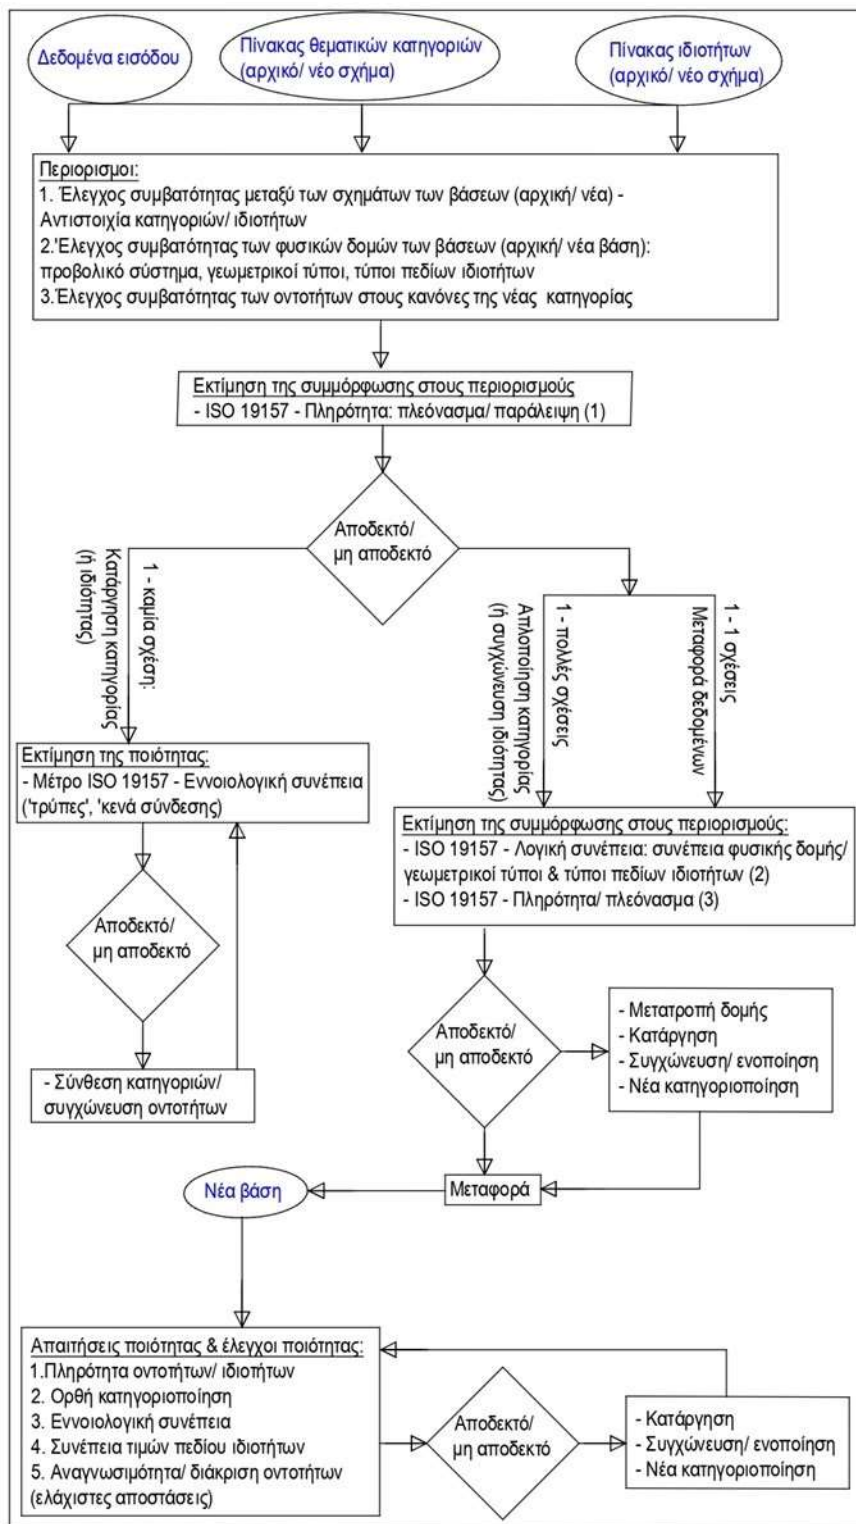 Δεδομένα εισόδου
Πίνακας θεματικών κατηγοριών
(αρχικό/ νέο σχήμα)
Πίνακας ιδιοτήτων
(αρχικό/ νέο σχήμα)
Περιορισμοι:
1. Έλεγχος συμβατότητας μεταξύ των σχημάτων των βάσεων (αρχική/ νέα) -
Αντιστοιχία κατηγοριών/ ιδιοτήτων
2.'Έλεγχος συμβατότητας των φυσικών δομών των βάσεων (αρχική/ νέα βάση):
προβολικό σύστημα, γεωμετρικοί τύποι, τύποι πεδίων ιδιοτήτων
3.Έλεγχος συμβατότητας των οντοτήτων στους κανόνες της νέας κατηγορίας
Εκτίμηση της συμμόρφωσης στους περιορισμούς
- ISO 19157 - Πληρότητα: πλεόνασμα/ παράλειψη (1)
Αποδεκτό/
μη αποδεκτό
1 - καμία σχέση:
Κατάργηση κατηγορίας
(ή ιδιότητας)
1 - πολλές σχέσεις
Απλοποίηση κατηγορίας
(ή συγχώνευση ιδιότητας)
1 - 1 σχέσεις
Μεταφορά δεδομένων
Εκτίμηση της ποιότητας:
- Μέτρο ISO 19157 - Εννοιολογική συνέπεια
('τρύπες', 'κενά σύνδεσης)
Εκτίμηση της συμμόρφωσης στους περιορισμούς:
- ISO 19157 - Λογική συνέπεια: συνέπεια φυσικής δομής/
γεωμετρικοί τύποι & τύποι πεδίων ιδιοτήτων (2)
- ISO 19157 - Πληρότητα/ πλεόνασμα (3)
Αποδεκτό/
μη αποδεκτό
- Σύνθεση κατηγοριών/
συγχώνευση οντοτήτων
Αποδεκτό/
μη αποδεκτό
- Μετατροπή δομής
- Κατάργηση
- Συγχώνευση/ ενοποίηση
- Νέα κατηγοριοποίηση
Μεταφορά
Νέα βάση
Απαιτήσεις ποιότητας & έλεγχοι ποιότητας:
1.Πληρότητα οντοτήτων/ ιδιοτήτων
2. Ορθή κατηγοριοποίηση
3. Εννοιολογική συνέπεια
4. Συνέπεια τιμών πεδίου ιδιοτήτων
5. Αναγνωσιμότητα/ διάκριση οντοτήτων
(ελάχιστες αποστάσεις)
Αποδεκτό/
μη αποδεκτό
- Κατάργηση
- Συγχώνευση/ ενοποίηση
- Νέα κατηγοριοποίηση